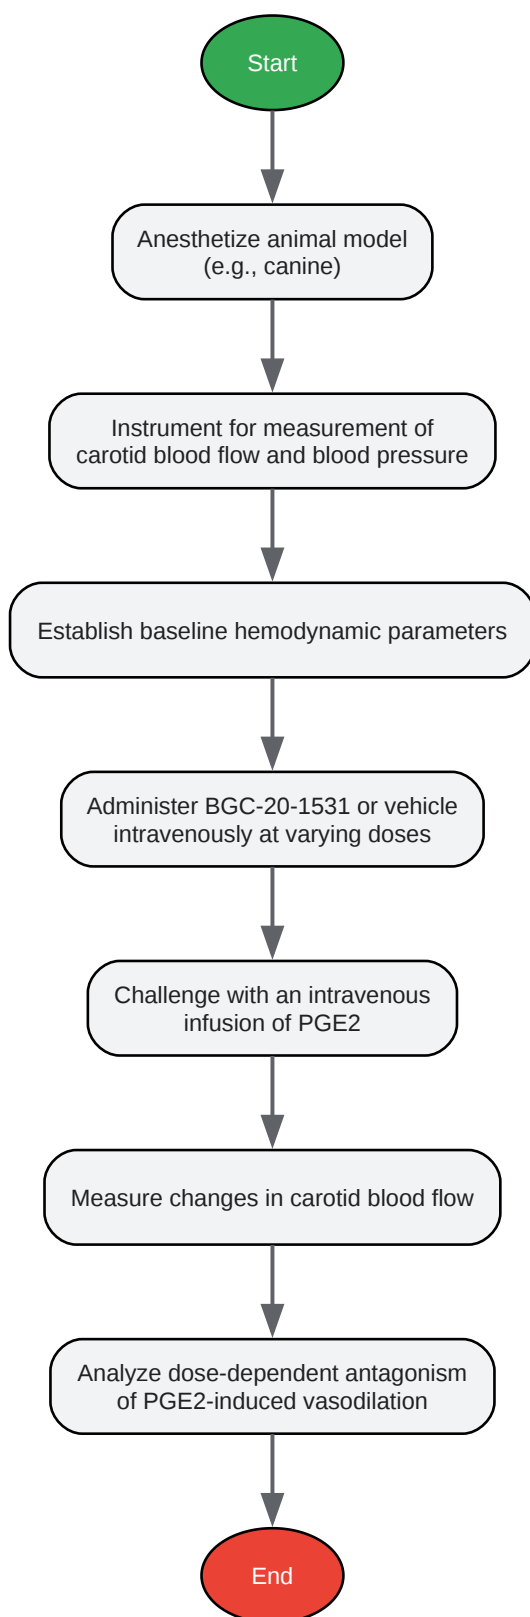 Start
Anesthetize animal model
(e.g., canine)
Instrument for measurement of
carotid blood flow and blood pressure
Establish baseline hemodynamic parameters
Administer BGC-20-1531 or vehicle
intravenously at varying doses
Challenge with an intravenous
infusion of PGE2
Measure changes in carotid blood flow
Analyze dose-dependent antagonism
of PGE2-induced vasodilation
End